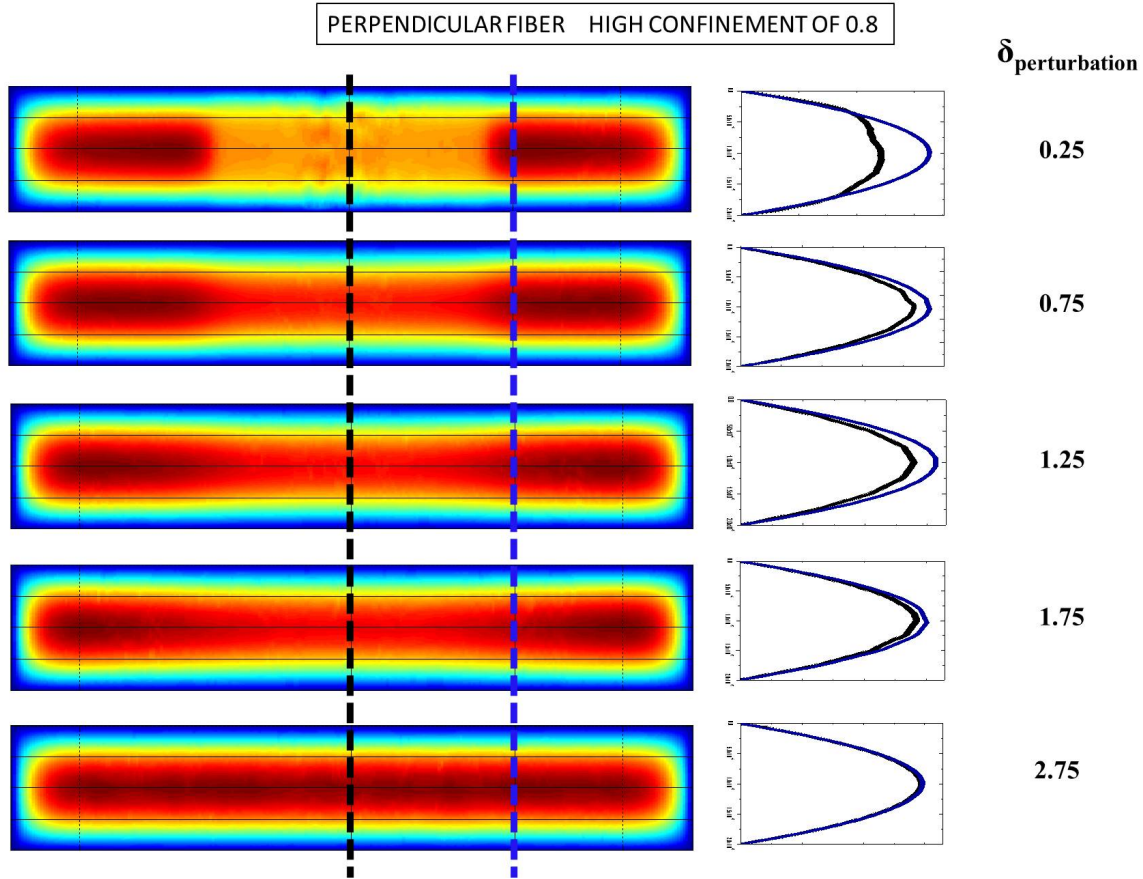 PERPENDICULAR FIBER HIGH CONFINEMENT OF 0.8
δperturbation
0.25
0.75
1.25
1.75
2.75